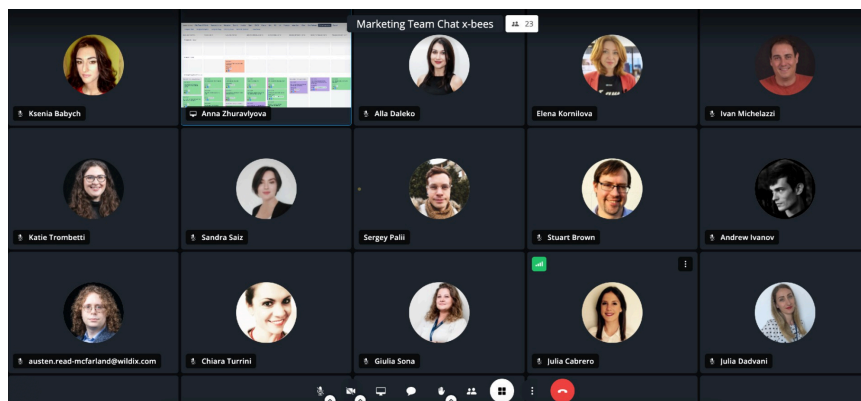 Marketing Team Chat x-bees
23
Ksenia Babych
Anna Zhuravlyova
Alla Daleko
Elena Kornilova
Ivan Michelazzi
Katie Trombetti
Sandra Saiz
Sergey Palii
Stuart Brown
Andrew Ivanov
austen.read-mcfarland@wildix.com
Chiara Turrini
Giulia Sona
Julia Cabrero
Julia Dadvani